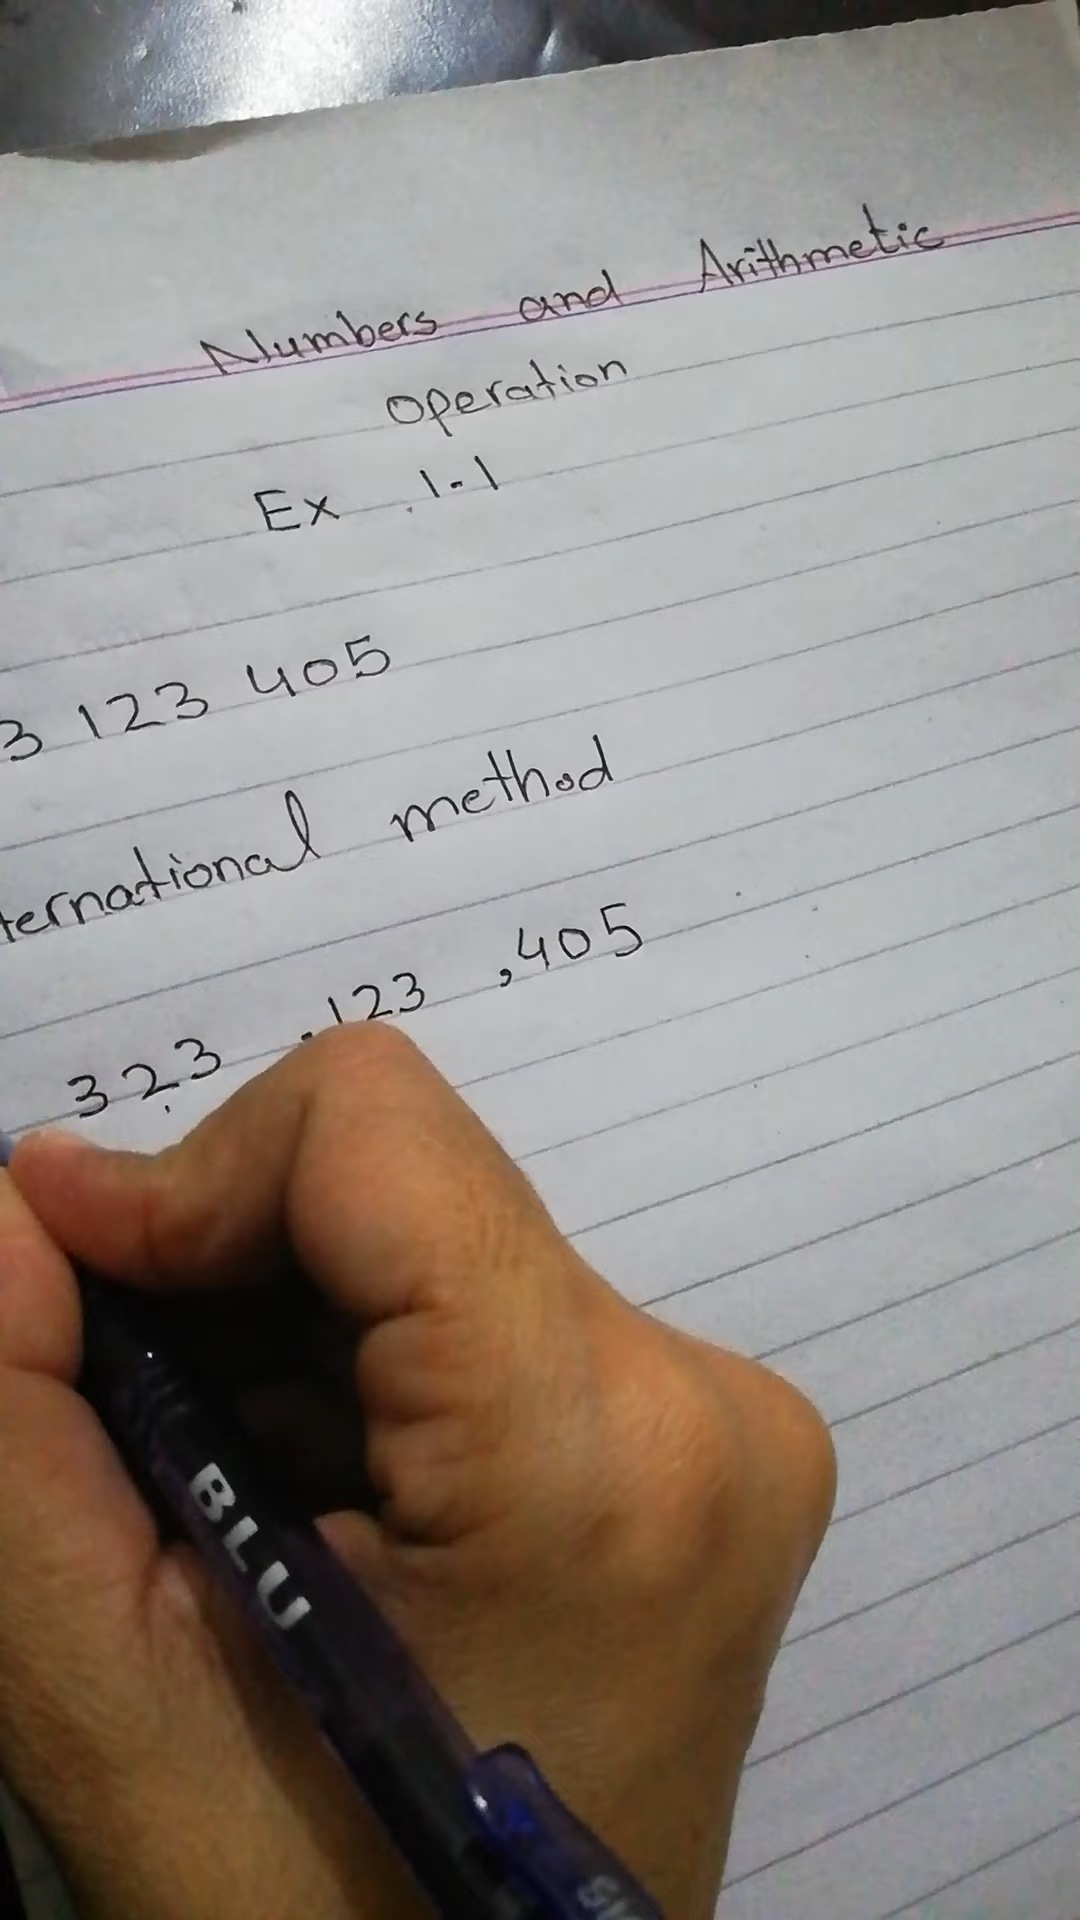 Numbers and Arithmetic
operation
Ex 1.1
3 123 405
ternational method
323 ,123 ,405
BLU